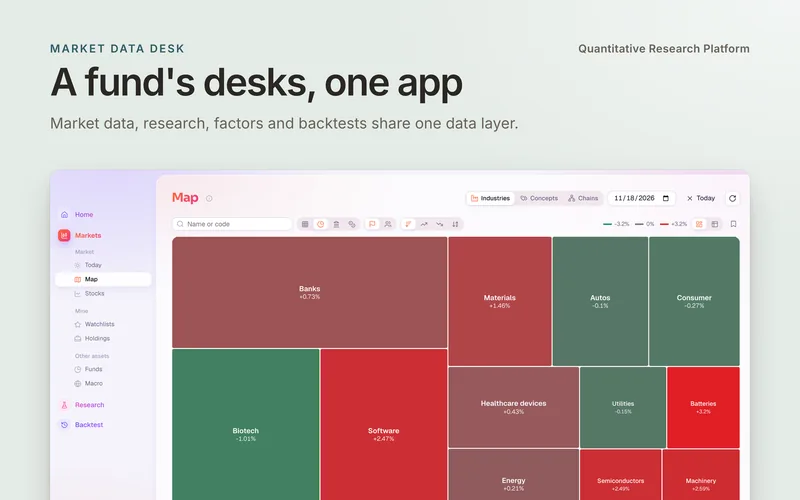 MARKET DATA DESK
Quantitative Research Platform
A fund's desks, one app
Market data, research, factors and backtests share one data layer.
Map
Industries
Concepts
Chains
11/18/2026
Today
Home
Markets
Market
Today
Map
Stocks
Mine
Watchlists
Holdings
Other assets
Funds
Macro
Research
Backtest
Name or code
-3.2%
0%
+3.2%
Banks
+0.73%
Materials
+1.46%
Autos
-0.1%
Consumer
-0.27%
Biotech
-1.01%
Software
+2.47%
Healthcare devices
+0.43%
Utilities
-0.15%
Batteries
+3.2%
Energy
+0.21%
Semiconductors
+2.49%
Machinery
+2.59%